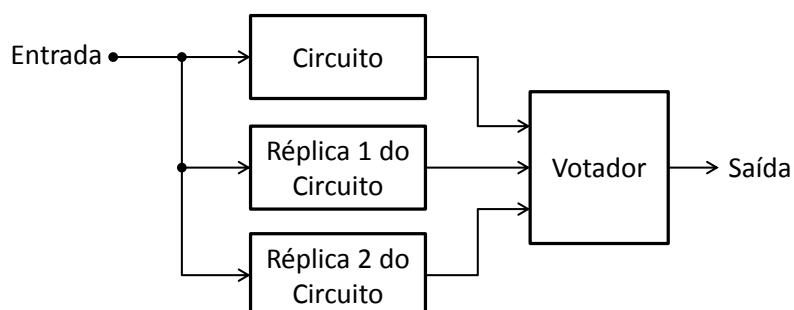 Entrada
Circuito
Réplica 1 do
Circuito
Réplica 2 do
Circuito
Votador
Saída